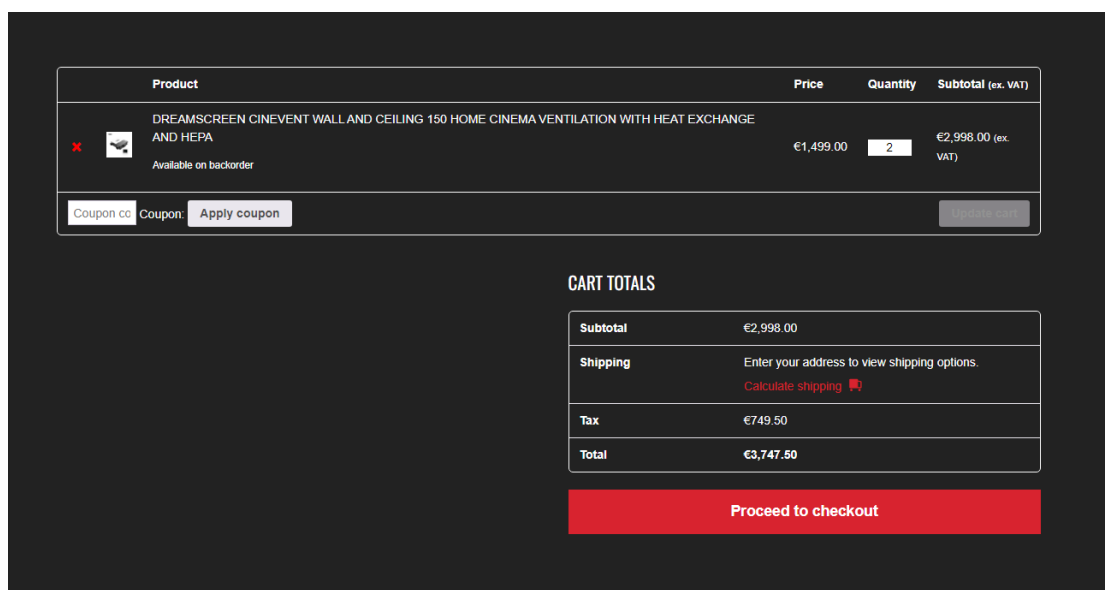 Product Price Quantity Subtotal (ex. VAT)
DREAMSCREEN CINEVENT WALL AND CEILING 150 HOME CINEMA VENTILATION WITH HEAT EXCHANGE
AND HEPA
Available on backorder
€1,499.00 2 €2,998.00 (ex.
VAT)
Coupon co Coupon: Apply coupon Update cart
CART TOTALS
Subtotal €2,998.00
Shipping Enter your address to view shipping options.
Calculate shipping
Tax €749.50
Total €3,747.50
Proceed to checkout